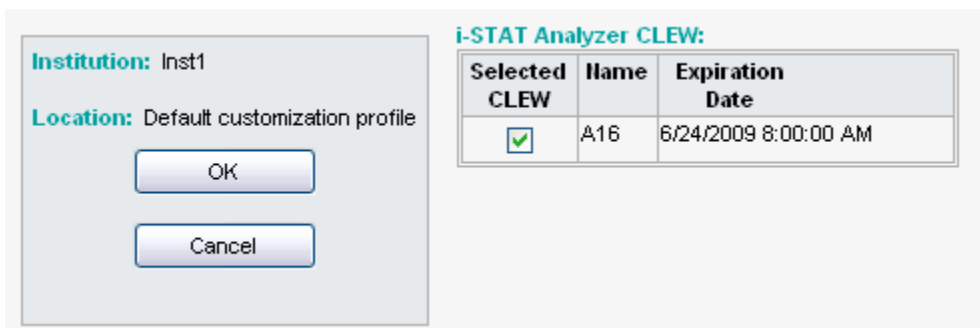 Institution: Inst1
Location: Default customization profile
OK
Cancel
i-STAT Analyzer CLEW:
Selected CLEW Name Expiration Date
A16 6/24/2009 8:00:00 AM